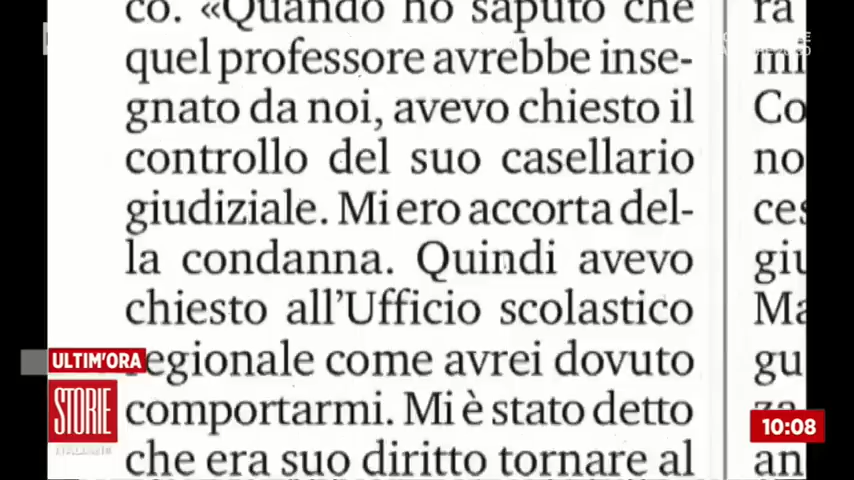 co. «Quando ho saputo che
quel professore avrebbe inse-
gnato da noi, avevo chiesto il
controllo del suo casellario
giudiziale. Mi ero accorta del-
la condanna. Quindi avevo
chiesto all'Ufficio scolastico
regionale come avrei dovuto
comportarmi. Mi è stato detto
che era suo diritto tornare al
ra
mi
Co
no
ces
giu
Ma
gu
za
an
ULTIM'ORA
STORIE
10:08